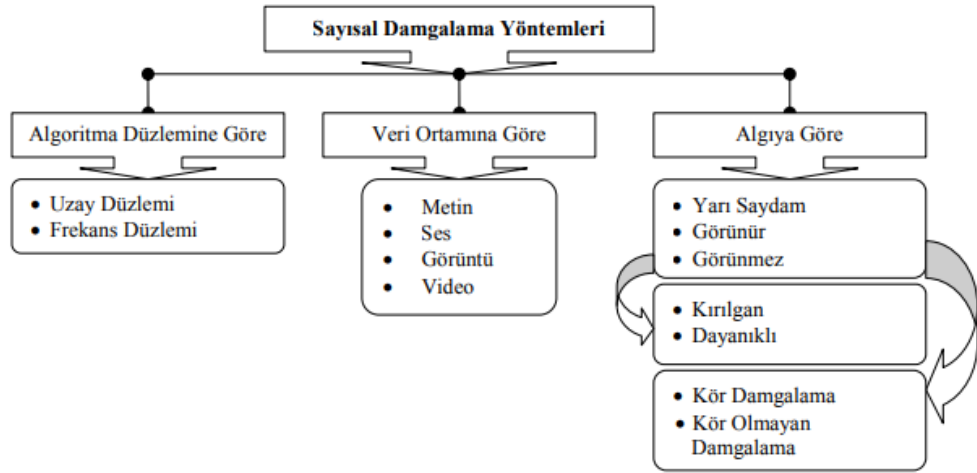 Sayısal Damgalama Yöntemleri
Algoritma Düzlemine Göre
• Uzay Düzlemi
• Frekans Düzlemi
Veri Ortamına Göre
• Metin
• Ses
• Görüntü
• Video
Algıya Göre
• Yarı Saydam
• Görünür
• Görünmez
• Kırılgan
• Dayanıklı
• Kör Damgalama
• Kör Olmayan
Damgalama